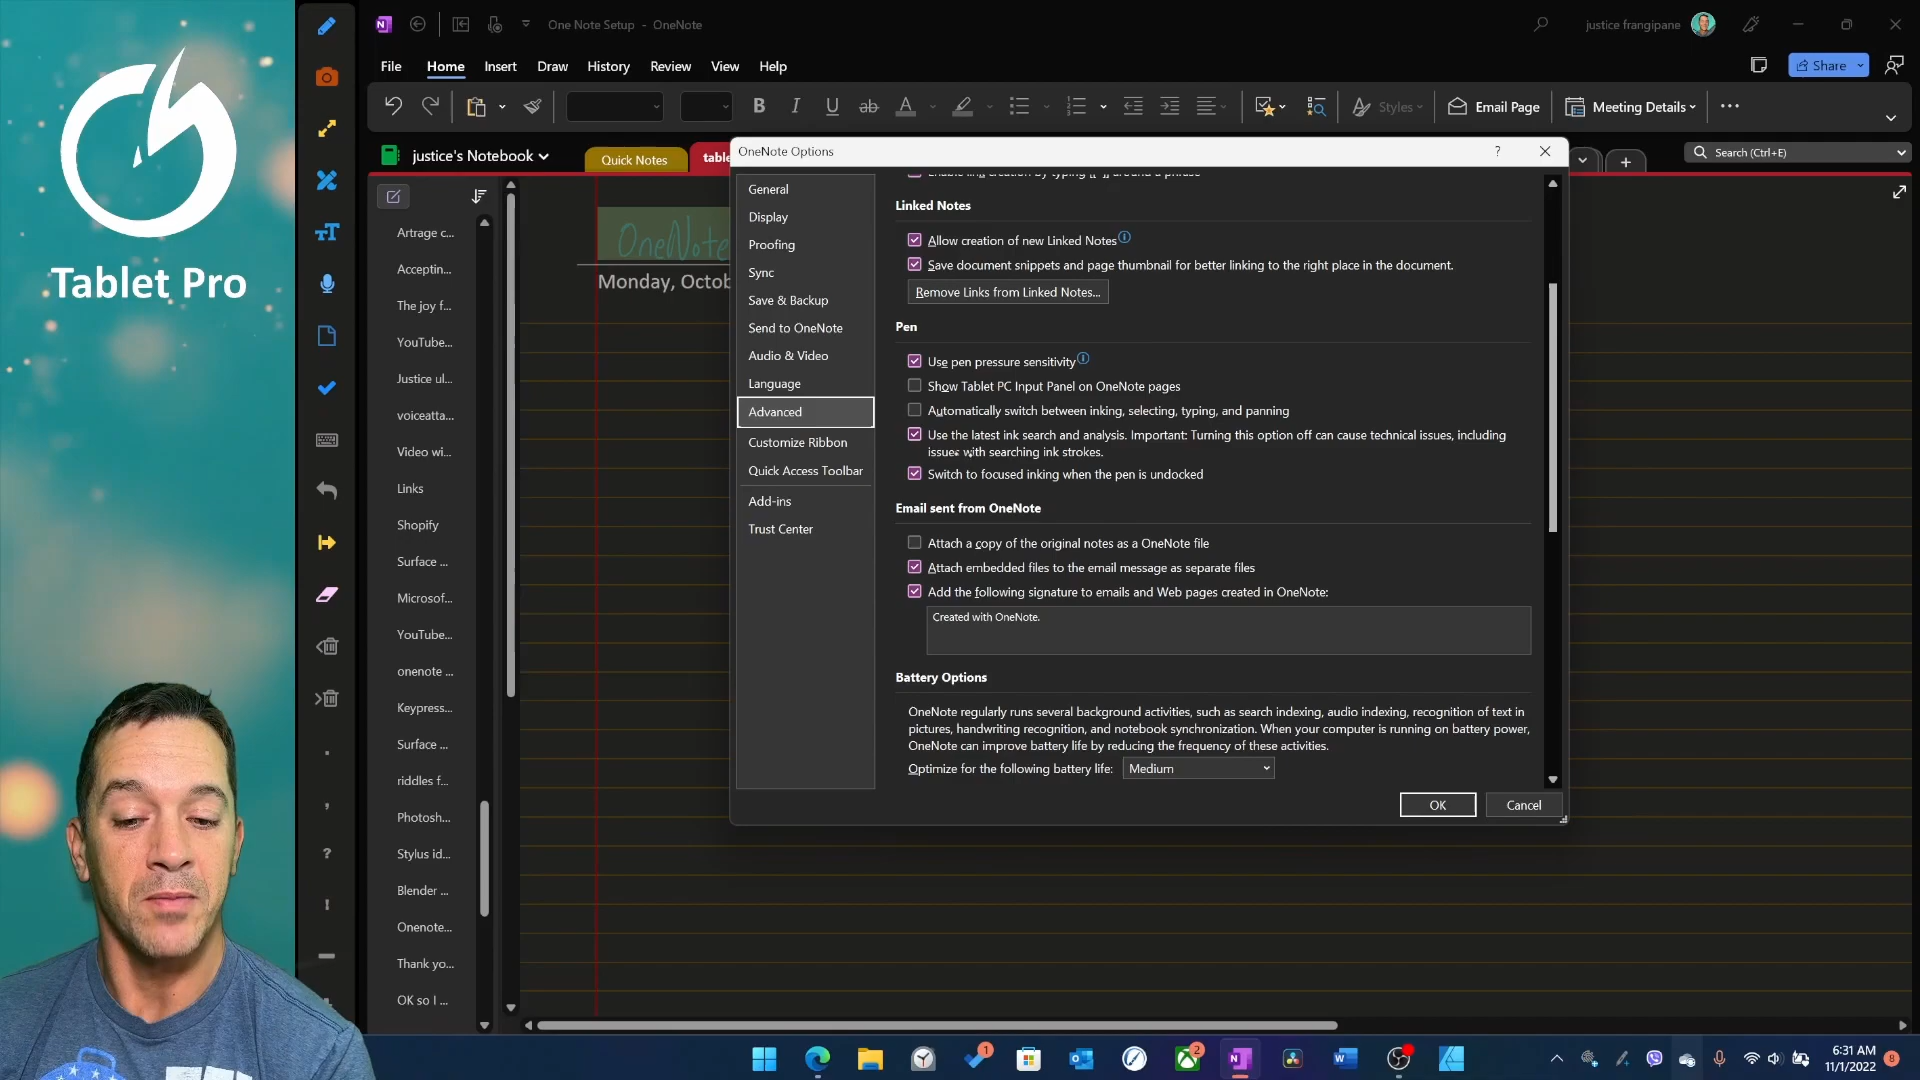 Tablet Pro
One Note Setup - OneNote
justice frangipane
File Home Insert Draw History Review View Help
Share
B I U ab A
Styles
Email Page
Meeting Details
justice's Notebook
Quick Notes
Search (Ctrl+E)
OneNote
Monday, Octob
Artrage c...
Acceptin...
The joy f...
YouTube...
Justice ul...
voiceatta...
Video wi...
Links
Shopify
Surface ...
Microsof...
YouTube...
onenote ...
Keypress...
Surface ...
riddles f...
Photosh...
Stylus id...
Blender ...
Onenote...
Thank yo...
OK so I ...
OneNote Options
General
Display
Proofing
Sync
Save & Backup
Send to OneNote
Audio & Video
Language
Advanced
Customize Ribbon
Quick Access Toolbar
Add-ins
Trust Center
Linked Notes
Allow creation of new Linked Notes
Save document snippets and page thumbnail for better linking to the right place in the document.
Remove Links from Linked Notes...
Pen
Use pen pressure sensitivity
Show Tablet PC Input Panel on OneNote pages
Automatically switch between inking, selecting, typing, and panning
Use the latest ink search and analysis. Important: Turning this option off can cause technical issues, including
issues with searching ink strokes.
Switch to focused inking when the pen is undocked
Email sent from OneNote
Attach a copy of the original notes as a OneNote file
Attach embedded files to the email message as separate files
Add the following signature to emails and Web pages created in OneNote:
Created with OneNote.
Battery Options
OneNote regularly runs several background activities, such as search indexing, audio indexing, recognition of text in
pictures, handwriting recognition, and notebook synchronization. When your computer is running on battery power,
OneNote can improve battery life by reducing the frequency of these activities.
Optimize for the following battery life: Medium
OK Cancel
6:31 AM
11/1/2022